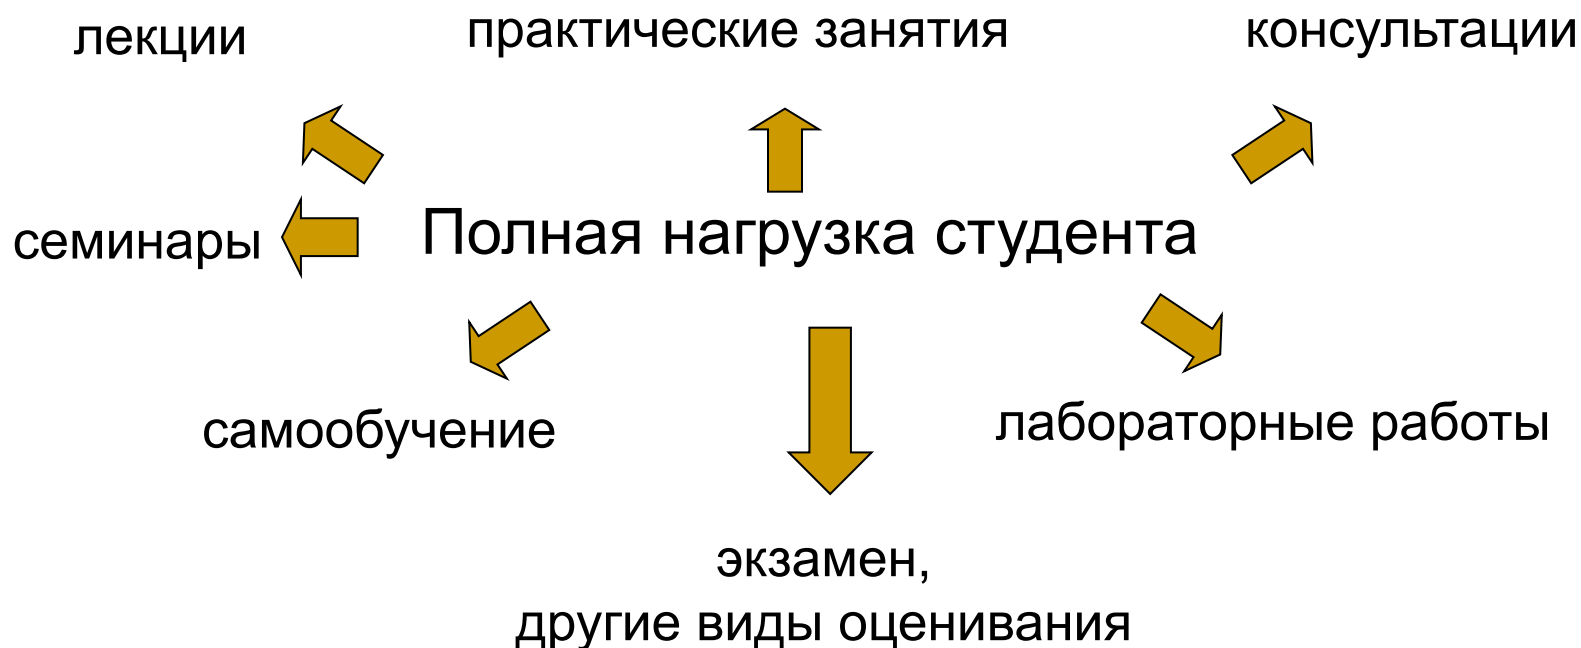 лекции
практические занятия
консультации
семинары
Полная нагрузка студента
самообучение
лабораторные работы
экзамен,
другие виды оценивания